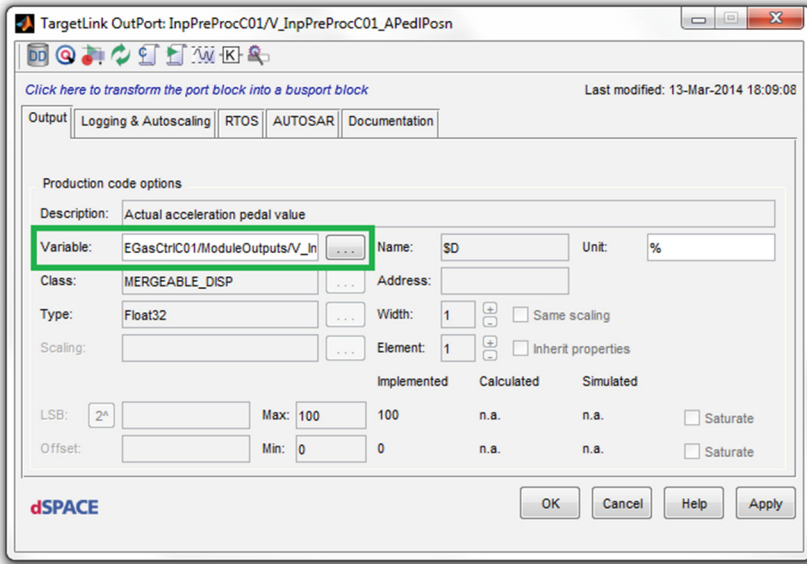 TargetLink OutPort: InpPreProcC01/V_InpPreProcC01_APedlPosn
DD K
Click here to transform the port block into a busport block Last modified: 13-Mar-2014 18:09:08
Output Logging & Autoscaling RTOS AUTOSAR Documentation
Production code options
Description: Actual acceleration pedal value
Variable: EGasCtrlC01/ModuleOutputs/V_In ... Name: $D Unit: %
Class: MERGEABLE_DISP ... Address:
Type: Float32 ... Width: 1 + - Same scaling
Scaling: ... Element: 1 + - Inherit properties
Implemented Calculated Simulated
LSB: 2^ Max: 100 100 n.a. n.a. Saturate
Offset: Min: 0 0 n.a. n.a. Saturate
dSPACE OK Cancel Help Apply